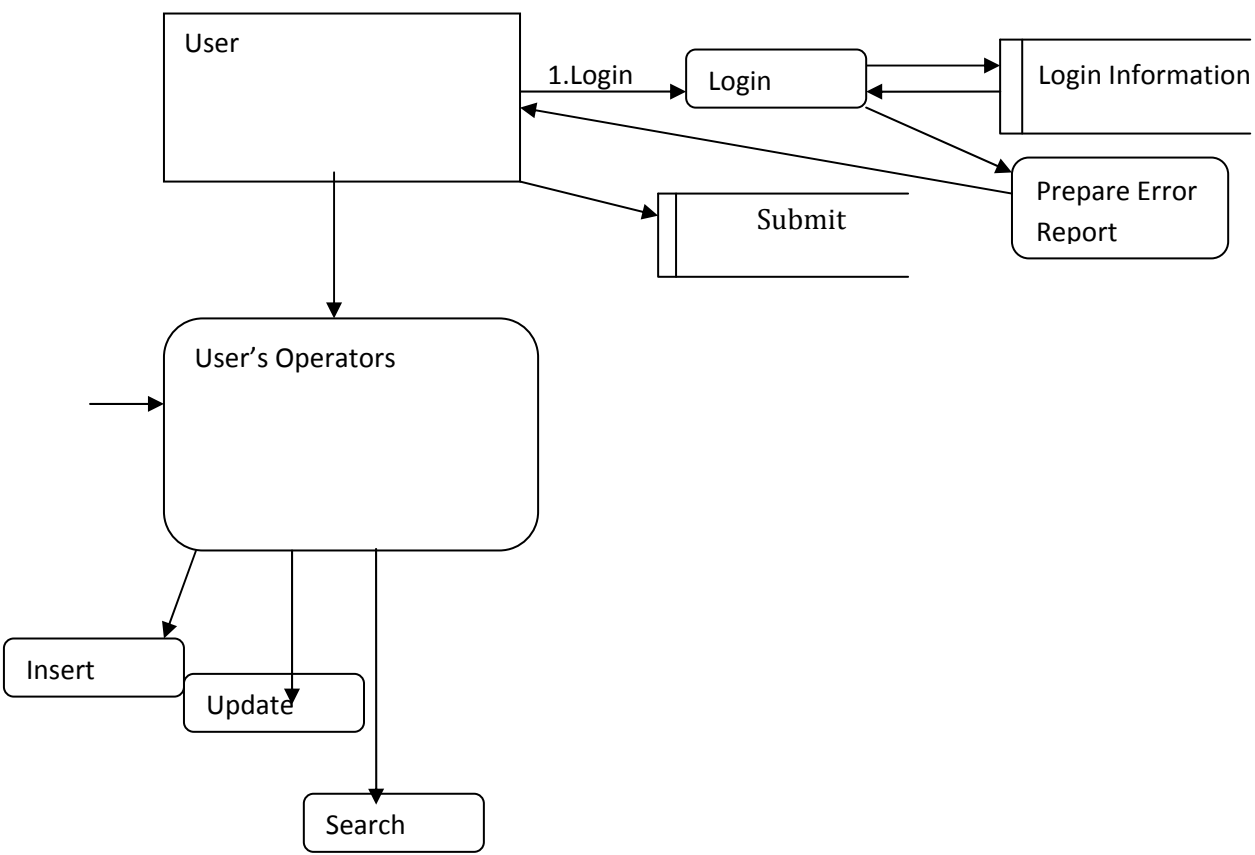 User
1.Login
Login
Login Information
Prepare Error
Report
Submit
User’s Operators
Insert
Update
Search